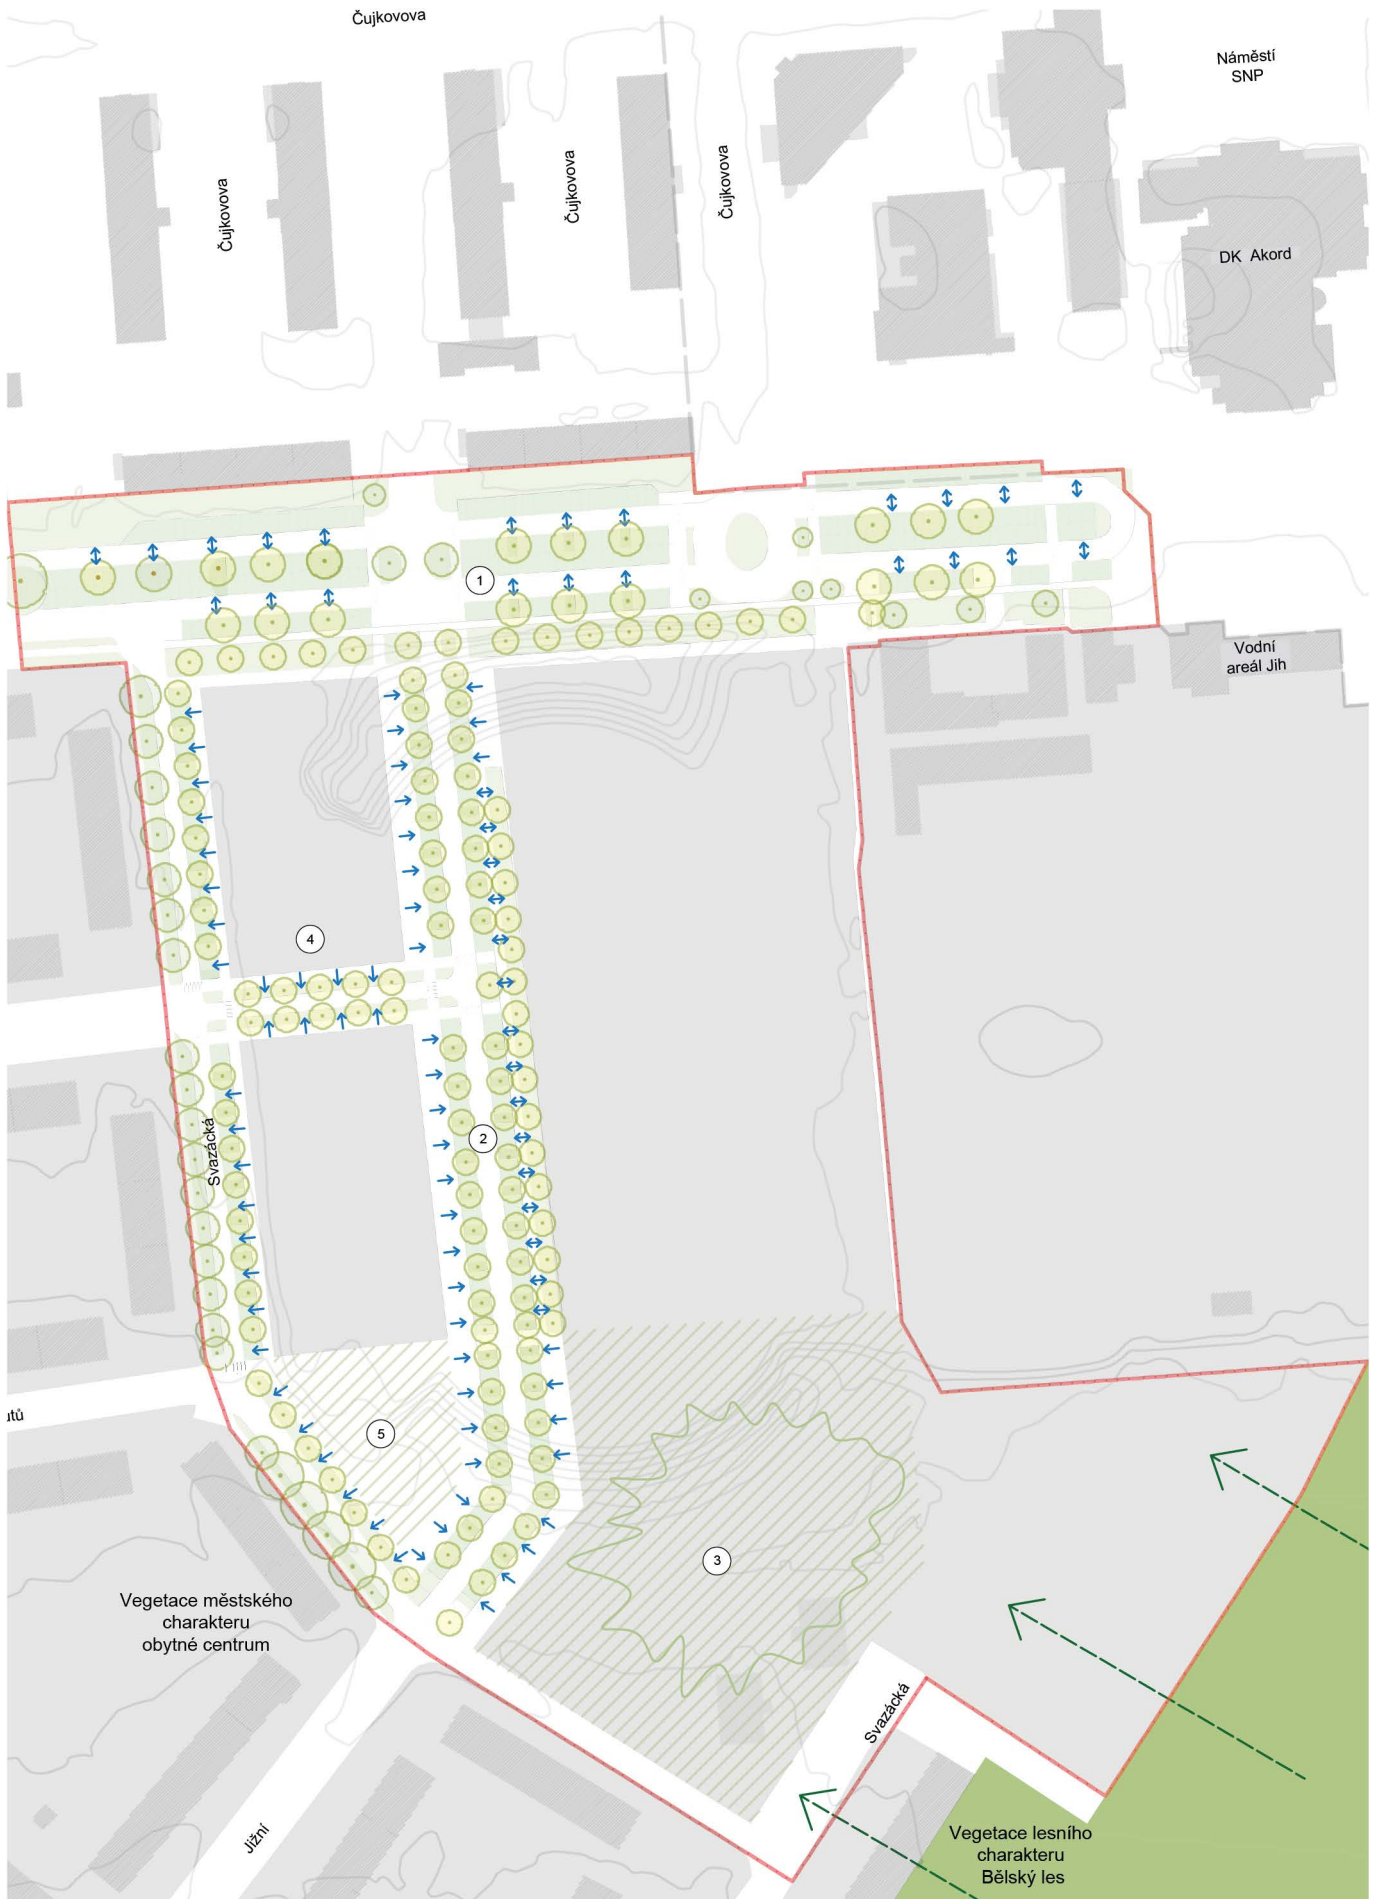 Čujkovova
Náměstí
SNP
Čujkovova
Čujkovova
Čujkovova
DK Akord
1
Vodní
areál Jih
4
2
Svazácká
5
3
Vegetace městského
charakteru
obytné centrum
Svazácká
Jižní
Vegetace lesního
charakteru
Bělský les